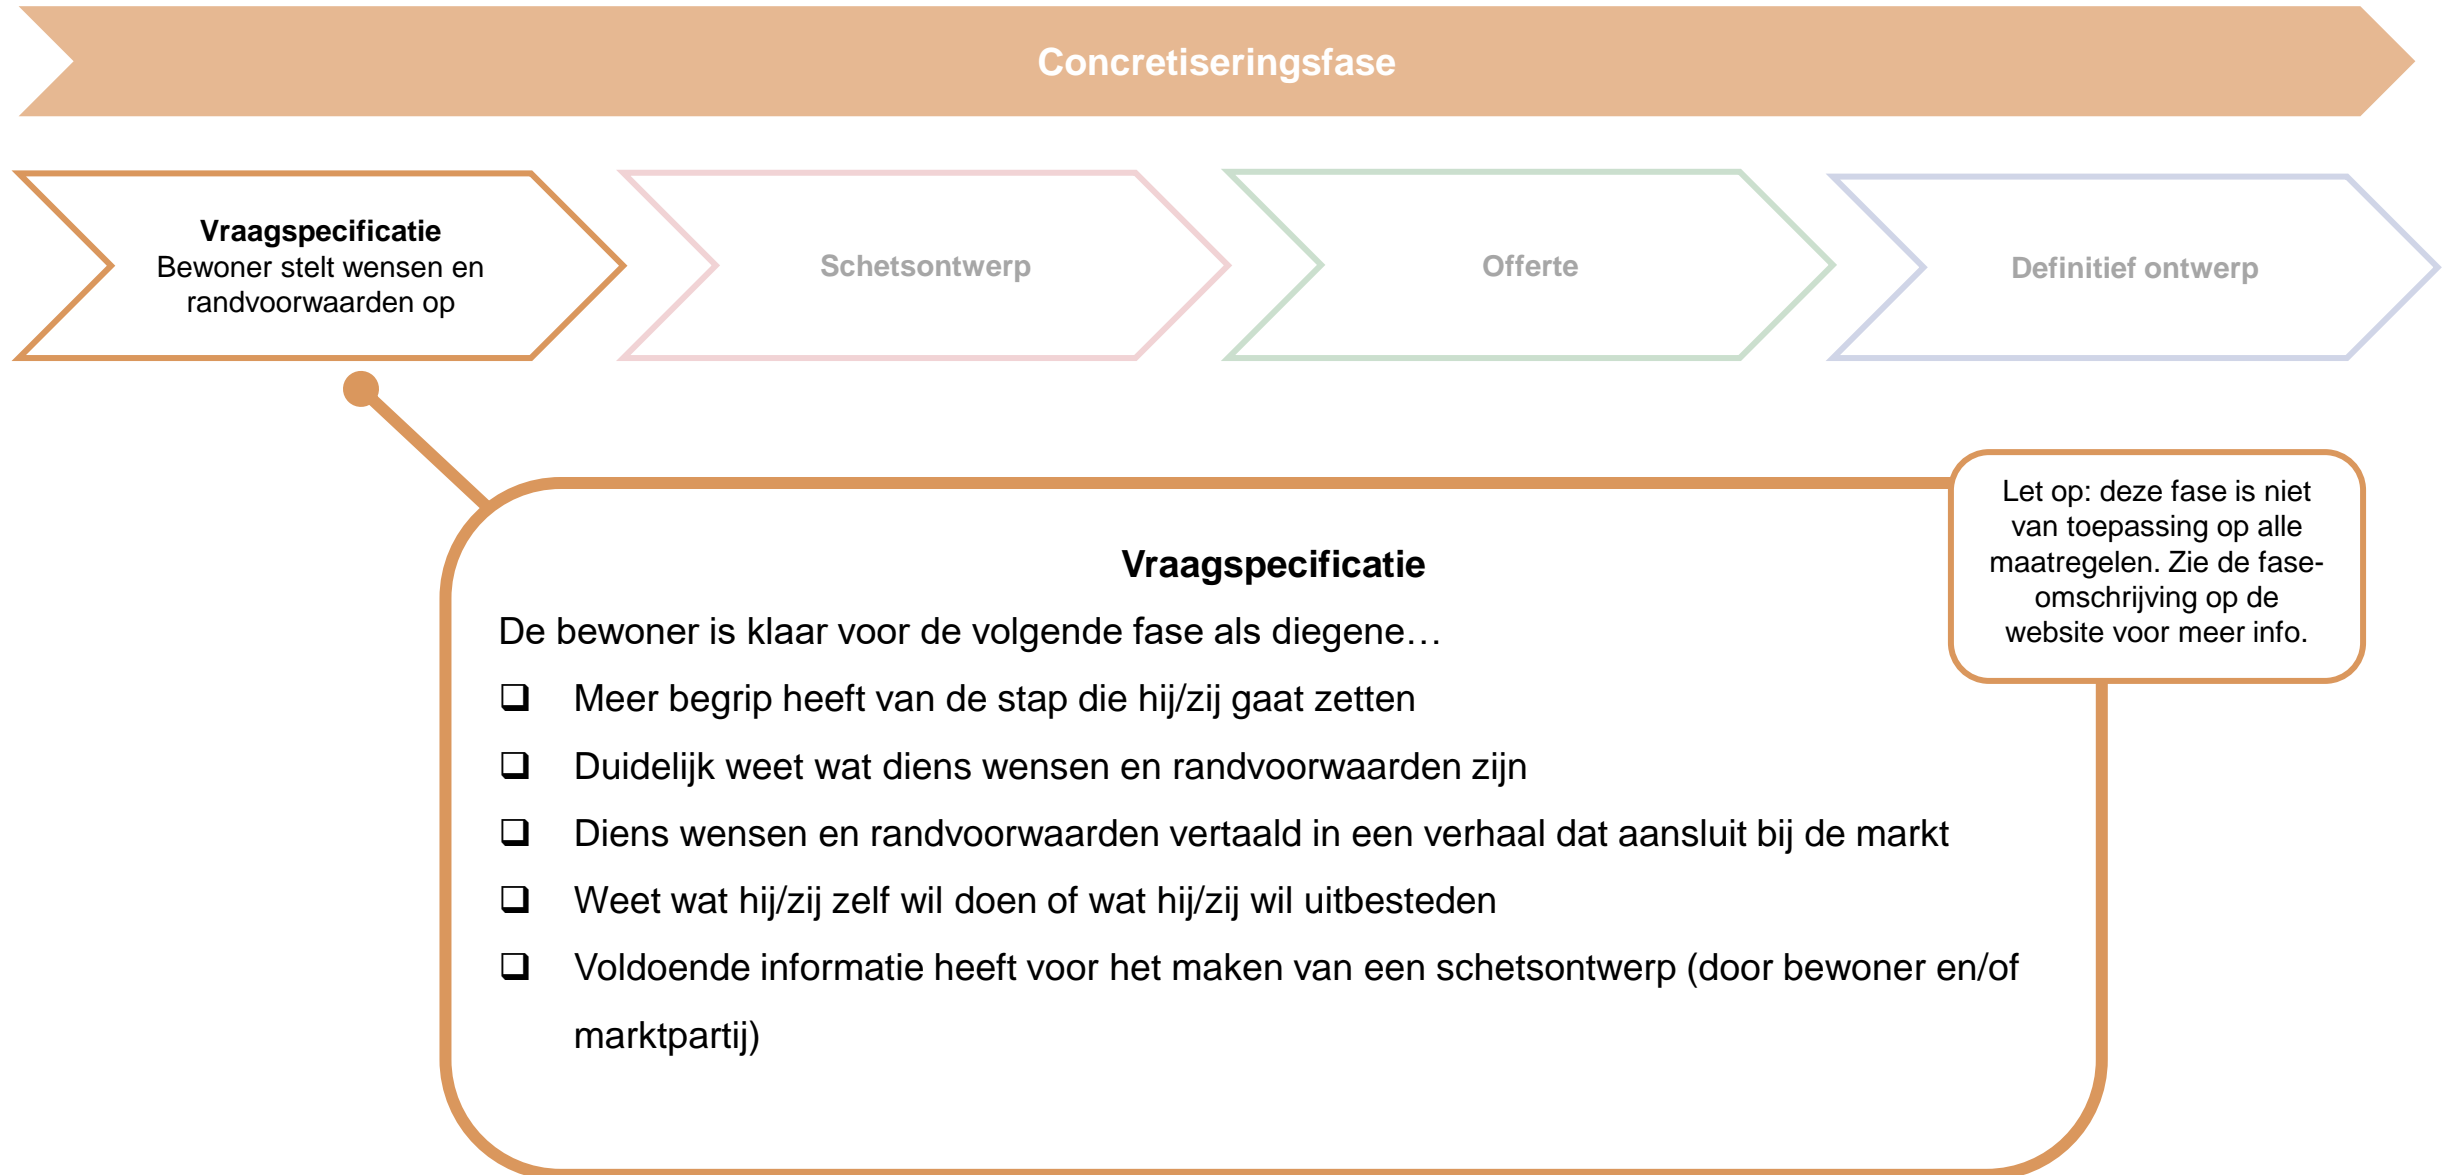 Concretiseringsfase
Vraagspecificatie
Bewoner stelt wensen en
randvoorwaarden op
Schetsontwerp
Offerte
Definitief ontwerp
Let op: deze fase is niet
van toepassing op alle
maatregelen. Zie de fase-
omschrijving op de
website voor meer info.
Vraagspecificatie
De bewoner is klaar voor de volgende fase als diegene…
❑ Meer begrip heeft van de stap die hij/zij gaat zetten
❑ Duidelijk weet wat diens wensen en randvoorwaarden zijn
❑ Diens wensen en randvoorwaarden vertaald in een verhaal dat aansluit bij de markt
❑ Weet wat hij/zij zelf wil doen of wat hij/zij wil uitbesteden
❑ Voldoende informatie heeft voor het maken van een schetsontwerp (door bewoner en/of
marktpartij)